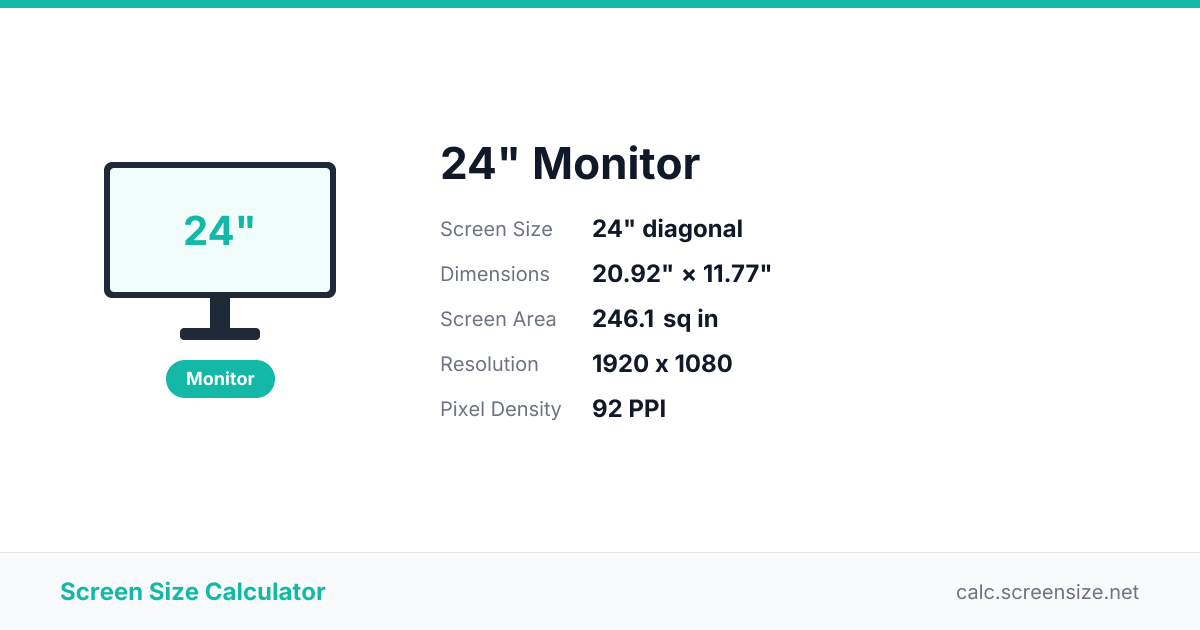 24"
Monitor
24" Monitor
Screen Size 24" diagonal
Dimensions 20.92" × 11.77"
Screen Area 246.1 sq in
Resolution 1920 x 1080
Pixel Density 92 PPI
Screen Size Calculator
calc.screensize.net